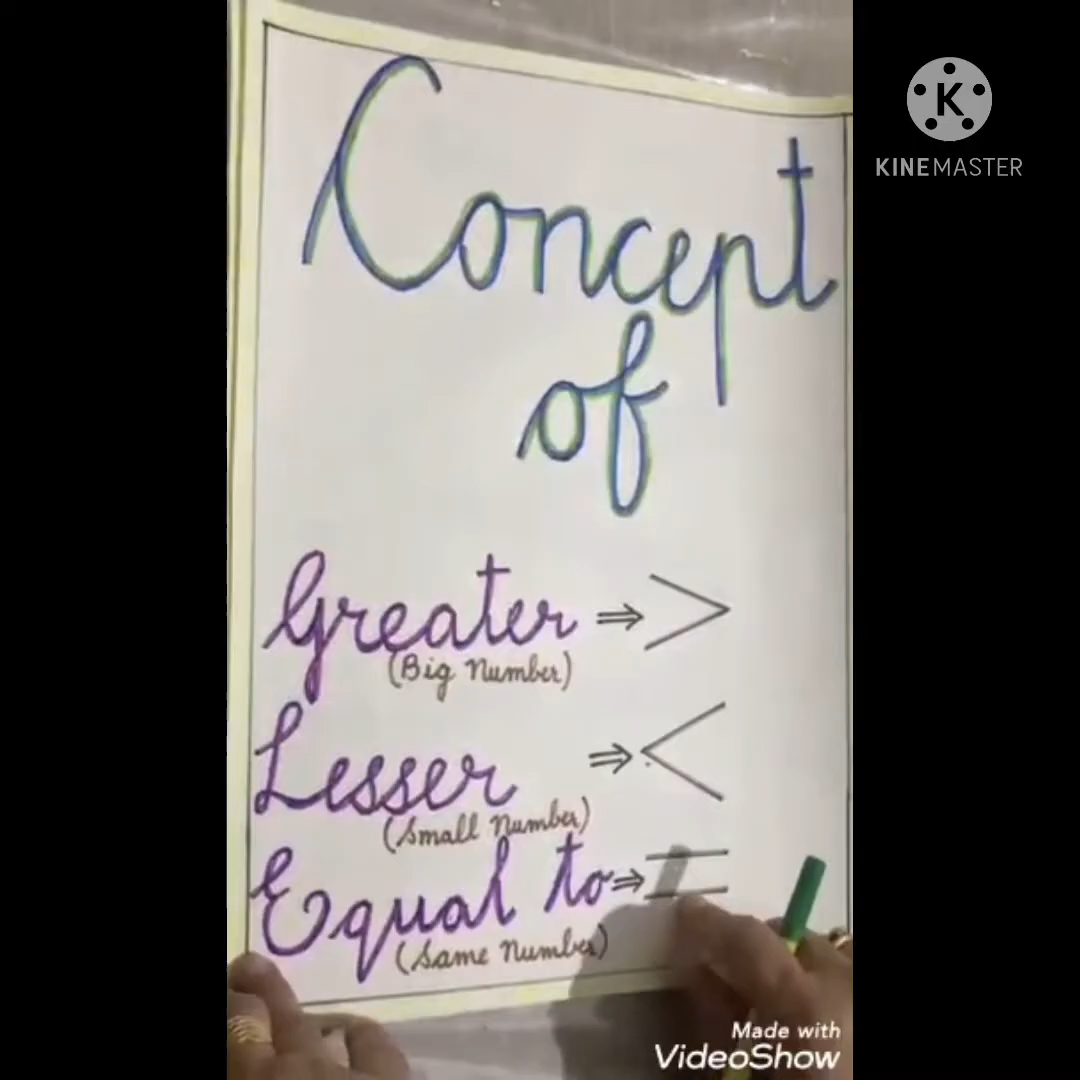 Concept
of
Greater ⇒ >
(Big Number)
Lesser ⇒ <
(Small Number)
Equal to ⇒ =
(Same Number)
K
KINEMASTER
Made with
VideoShow